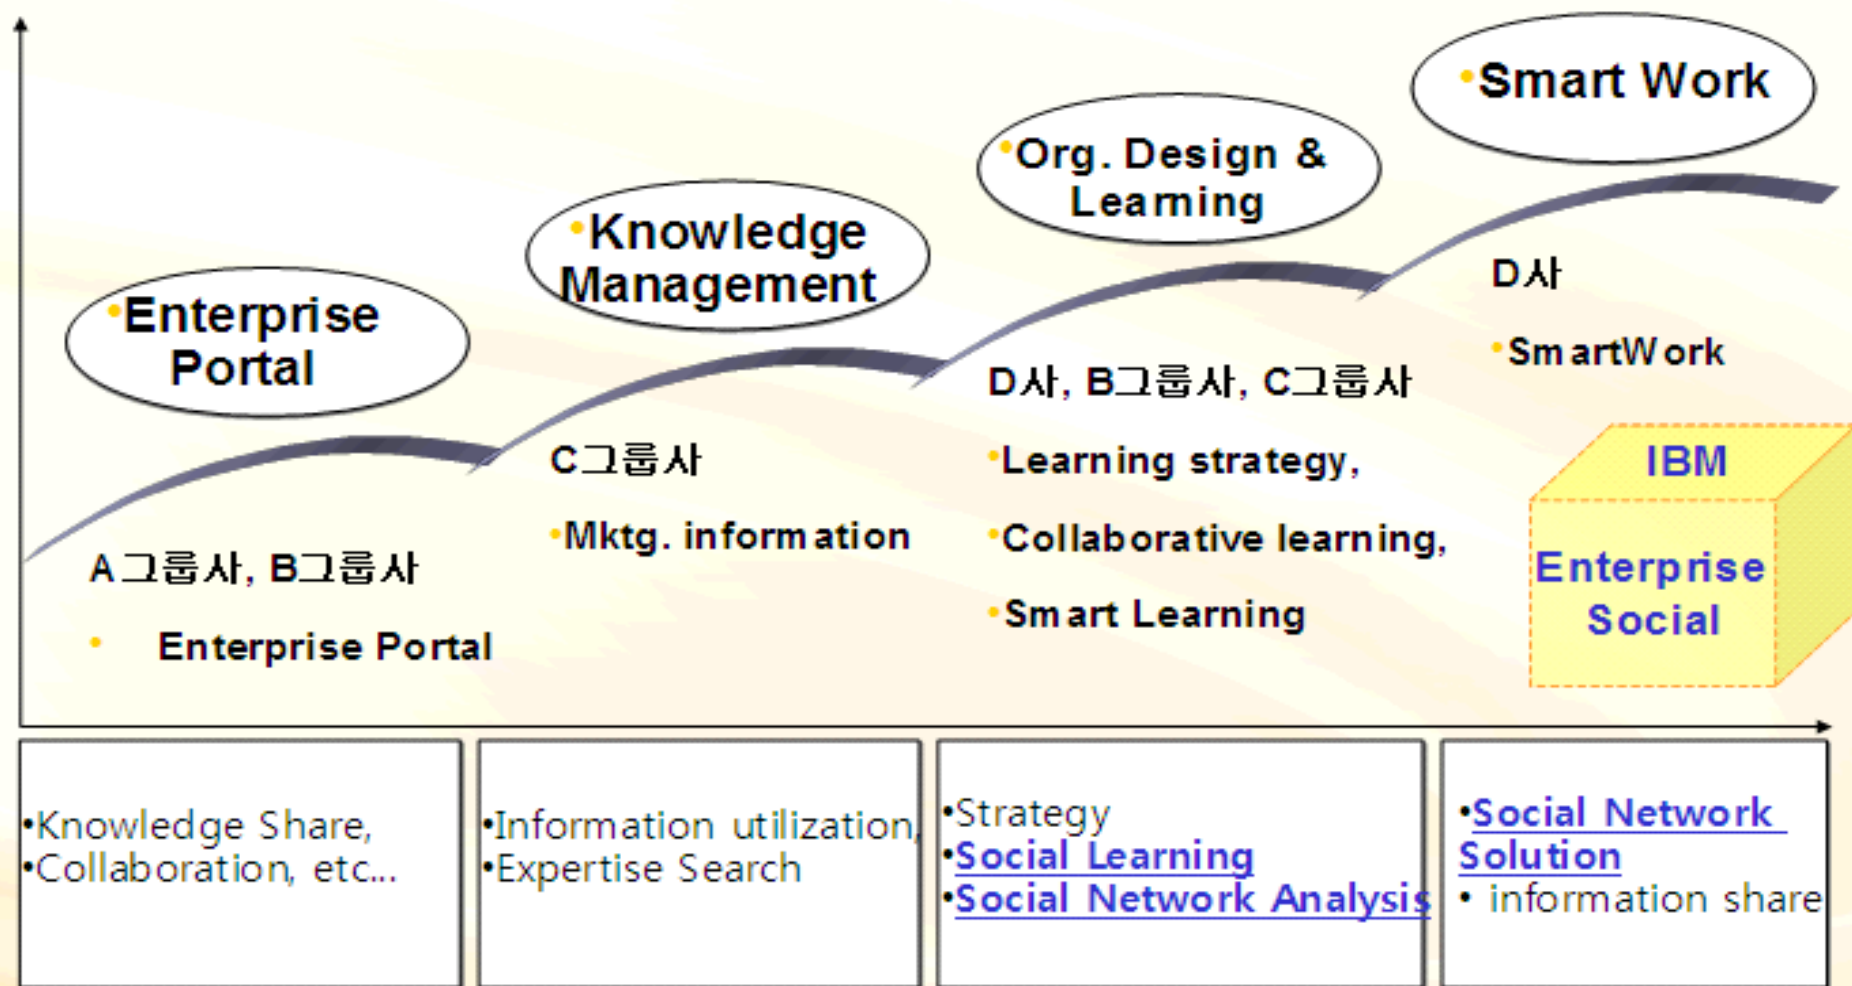 •Enterprise
Portal
A그룹사, B그룹사
• Enterprise Portal
•Knowledge
Management
C그룹사
•Mktg. information
•Org. Design &
Learning
D사, B그룹사, C그룹사
•Learning strategy,
•Collaborative learning,
•Smart Learning
•Smart Work
D사
•SmartWork
IBM
Enterprise
Social
•Knowledge Share,
•Collaboration, etc...
•Information utilization,
•Expertise Search
•Strategy
•Social Learning
•Social Network Analysis
•Social Network
Solution
• information share